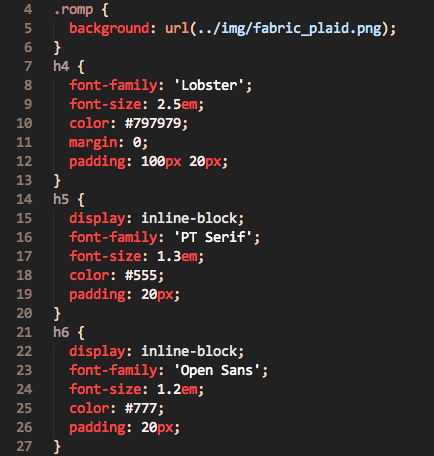 4 .romp {
5 background: url(../img/fabric_plaid.png);
6 }
7 h4 {
8 font-family: 'Lobster';
9 font-size: 2.5em;
10 color: #797979;
11 margin: 0;
12 padding: 100px 20px;
13 }
14 h5 {
15 display: inline-block;
16 font-family: 'PT Serif';
17 font-size: 1.3em;
18 color: #555;
19 padding: 20px;
20 }
21 h6 {
22 display: inline-block;
23 font-family: 'Open Sans';
24 font-size: 1.2em;
25 color: #777;
26 padding: 20px;
27 }